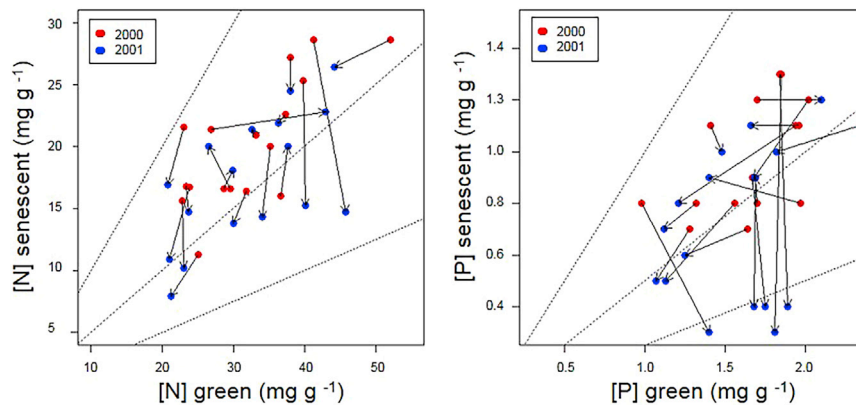 30
25
20
15
10
5
[N] senescent (mg g -1)
2000
2001
10 20 30 40 50
[N] green (mg g -1)
1.4
1.3
1.0
0.8
0.6
0.4
[P] senescent (mg g -1)
2000
2001
0.5 1.0 1.5 2.0
[P] green (mg g -1)